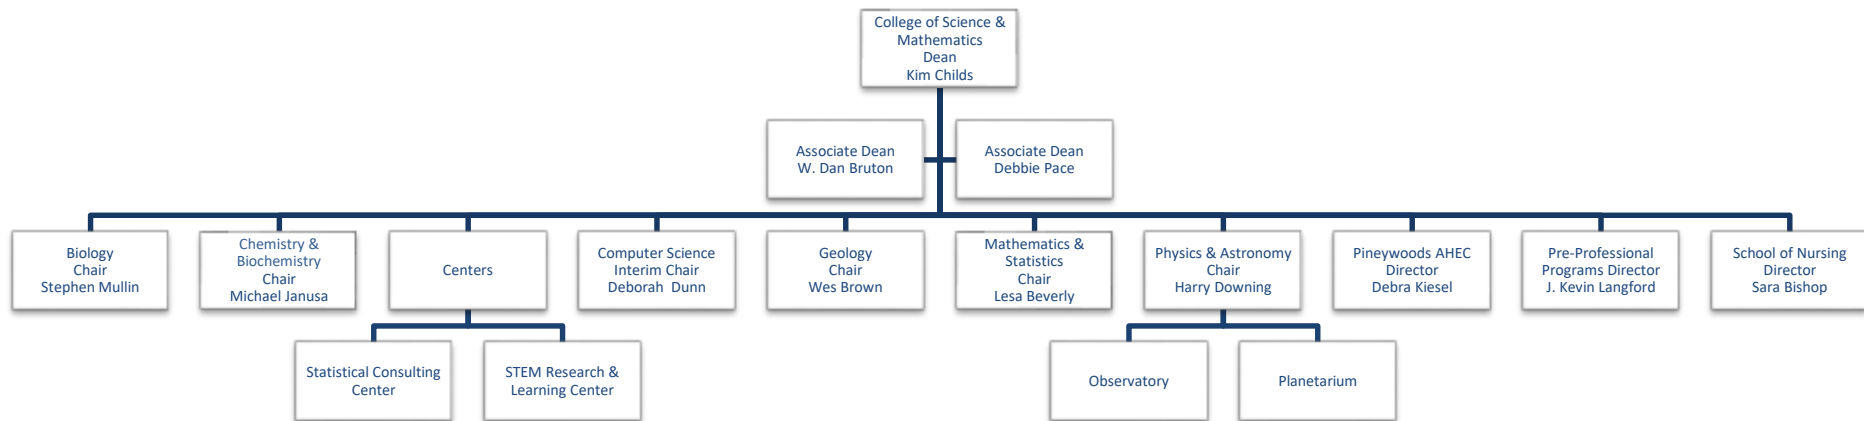 College of Science &
Mathematics
Dean
Kim Childs
Associate Dean
W. Dan Bruton
Associate Dean
Debbie Pace
Biology
Chair
Stephen Mullin
Chemistry &
Biochemistry
Chair
Michael Janusa
Centers
Computer Science
Interim Chair
Deborah Dunn
Geology
Chair
Wes Brown
Mathematics &
Statistics
Chair
Lesa Beverly
Physics & Astronomy
Chair
Harry Downing
Pineywoods AHEC
Director
Debra Kiesel
Pre-Professional
Programs Director
J. Kevin Langford
School of Nursing
Director
Sara Bishop
Statistical Consulting
Center
STEM Research &
Learning Center
Observatory
Planetarium